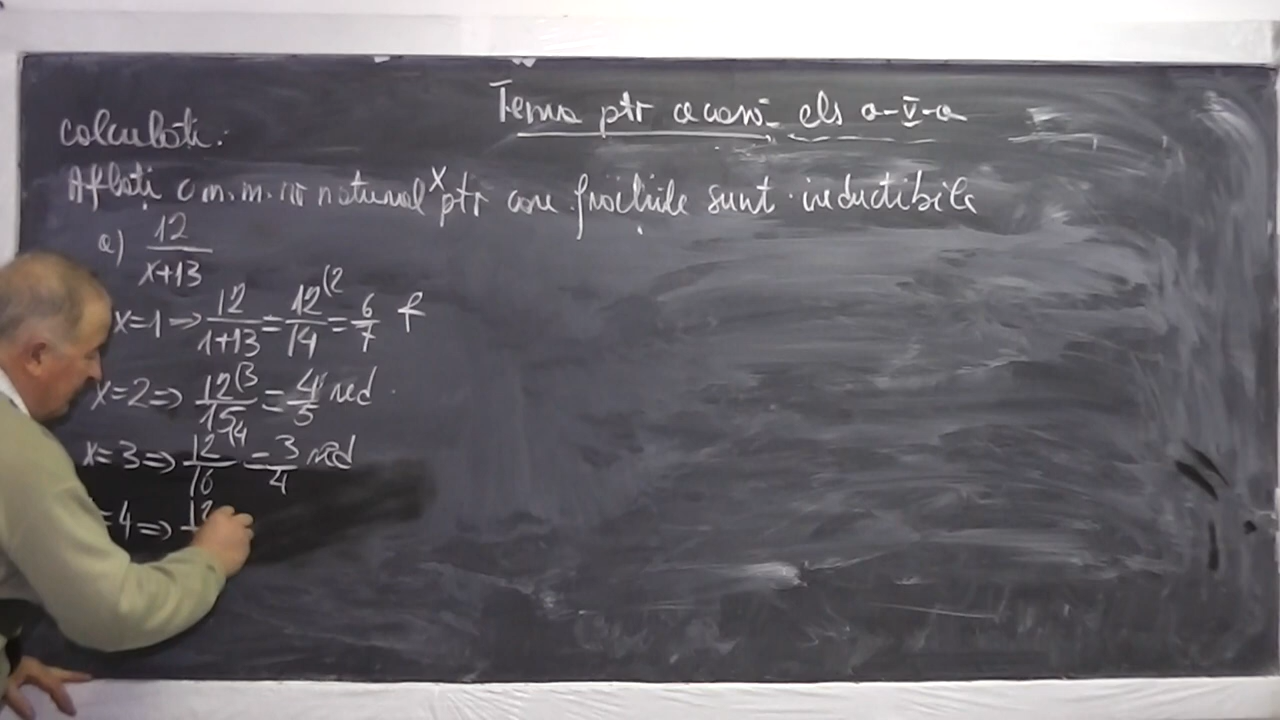 Tema ptr acasă cls a-V-a
Calculati:
Aflați c m.m. nr natural x ptr care fracțiile sunt ireductibile
a) 12/x+13
x=1 => 12/1+13 = 12/14 (2 = 6/7
x=2 => 12/15 (3 = 4/5 red
x=3 => 12/16 (4 = 3/4 red
=4 => 12